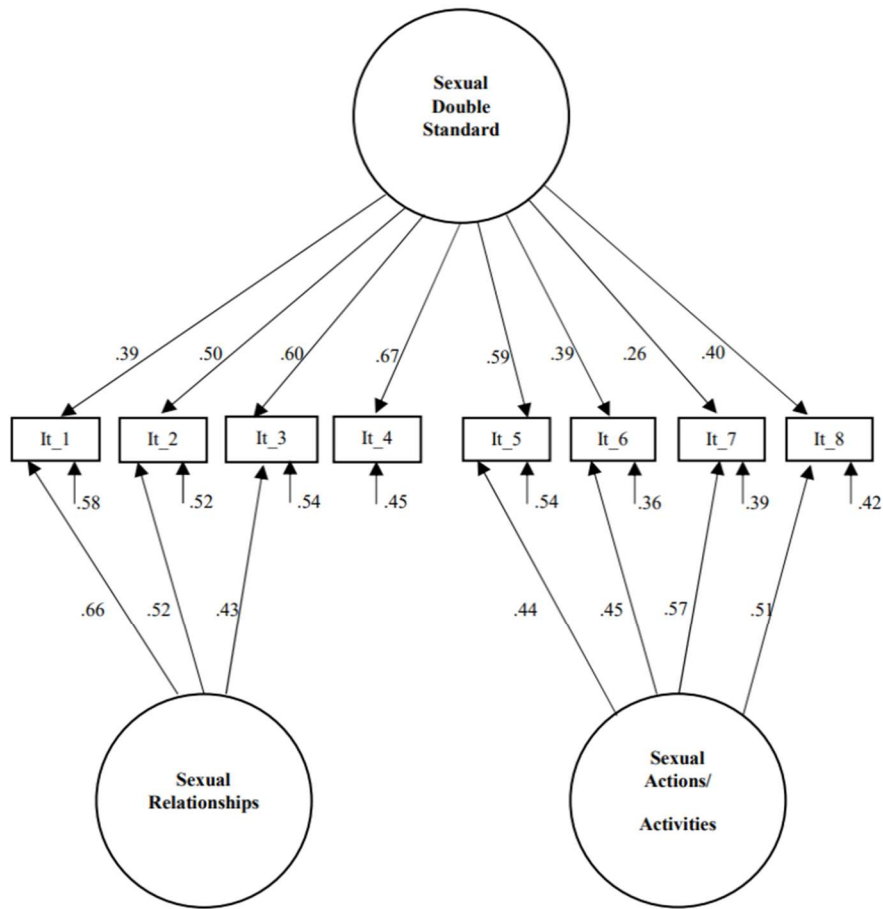 Sexual
Double
Standard
.39 .50 .60 .67 .59 .39 .26 .40
It_1 It_2 It_3 It_4 It_5 It_6 It_7 It_8
.58 .52 .54 .45 .54 .36 .39 .42
.66 .52 .43 .44 .45 .57 .51
Sexual
Relationships
Sexual
Actions/
Activities